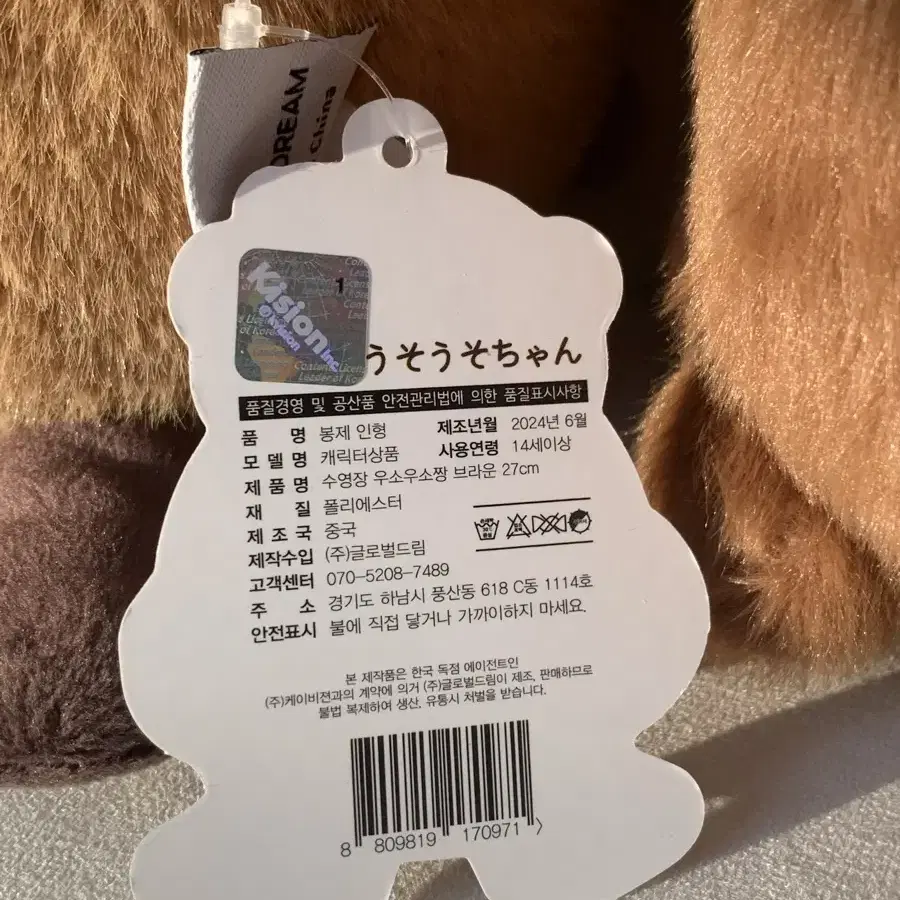 DREAM
China
1
Kvision Inc.
©Kvision
うそうそちゃん
품질경영 및 공산품 안전관리법에 의한 품질표시사항
품 명 봉제 인형 제조년월 2024년 6월
모델명 캐릭터상품 사용연령 14세이상
제품명 수영장 우소우소짱 브라운 27cm
재 질 폴리에스터
제조국 중국
제작수입 (주)글로벌드림
고객센터 070-5208-7489
주 소 경기도 하남시 풍산동 618 C동 1114호
안전표시 불에 직접 닿거나 가까이하지 마세요.
본 제작품은 한국 독점 에이전트인
(주)케이비젼과의 계약에 의거 (주)글로벌드림이 제조, 판매하므로
불법 복제하여 생산, 유통시 처벌을 받습니다.
8 809819 170971